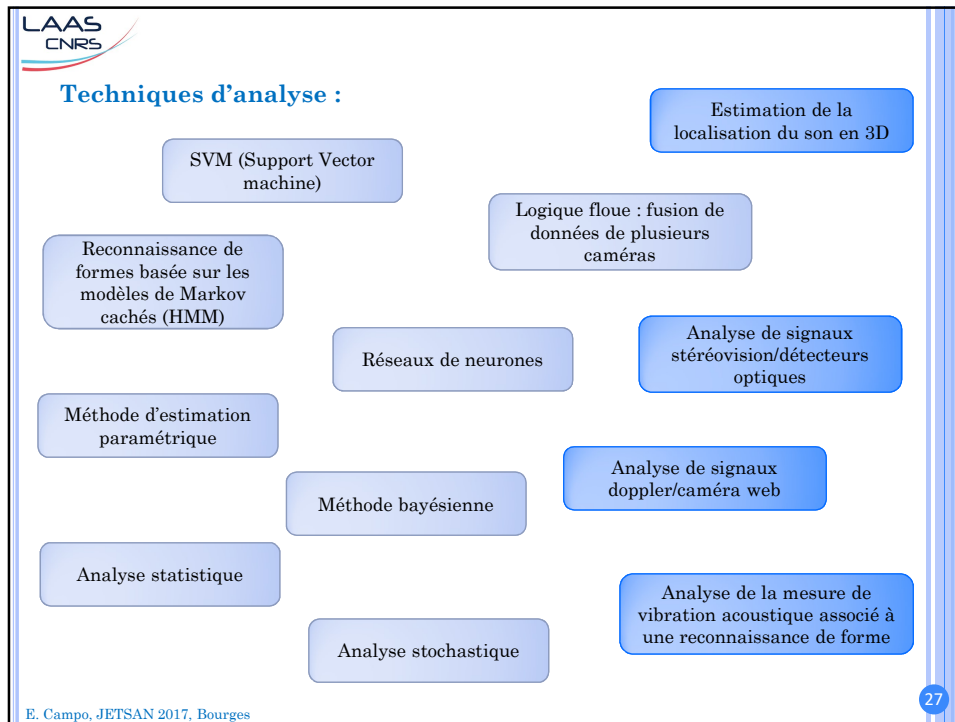 LAAS
CNRS
Techniques d'analyse :
Estimation de la
localisation du son en 3D
SVM (Support Vector
machine)
Logique floue : fusion de
données de plusieurs
caméras
Reconnaissance de
formes basée sur les
modèles de Markov
cachés (HMM)
Réseaux de neurones
Analyse de signaux
stéréovision/détecteurs
optiques
Méthode d'estimation
paramétrique
Analyse de signaux
doppler/caméra web
Méthode bayésienne
Analyse statistique
Analyse de la mesure de
vibration acoustique associé à
une reconnaissance de forme
Analyse stochastique
E. Campo, JETSAN 2017, Bourges
27